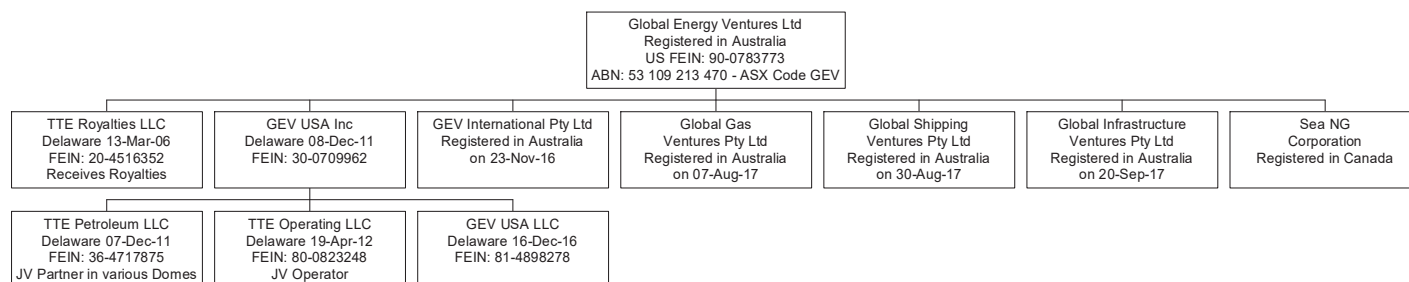 Global Energy Ventures Ltd
Registered in Australia
US FEIN: 90-0783773
ABN: 53 109 213 470 - ASX Code GEV
TTE Royalties LLC
Delaware 13-Mar-06
FEIN: 20-4516352
Receives Royalties
GEV USA Inc
Delaware 08-Dec-11
FEIN: 30-0709962
GEV International Pty Ltd
Registered in Australia
on 23-Nov-16
Global Gas
Ventures Pty Ltd
Registered in Australia
on 07-Aug-17
Global Shipping
Ventures Pty Ltd
Registered in Australia
on 30-Aug-17
Global Infrastructure
Ventures Pty Ltd
Registered in Australia
on 20-Sep-17
Sea NG
Corporation
Registered in Canada
TTE Petroleum LLC
Delaware 07-Dec-11
FEIN: 36-4717875
JV Partner in various Domes
TTE Operating LLC
Delaware 19-Apr-12
FEIN: 80-0823248
JV Operator
GEV USA LLC
Delaware 16-Dec-16
FEIN: 81-4898278